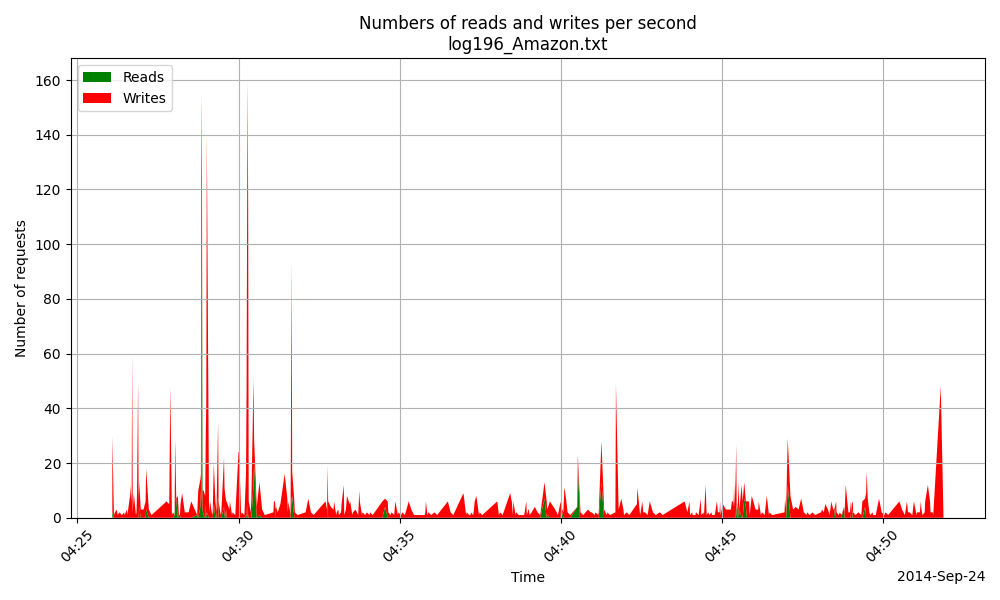 Numbers of reads and writes per second
log196_Amazon.txt
Reads
Writes
Number of requests
160
140
120
100
80
60
40
20
0
04:25
04:30
04:35
04:40
04:45
04:50
Time
2014-Sep-24